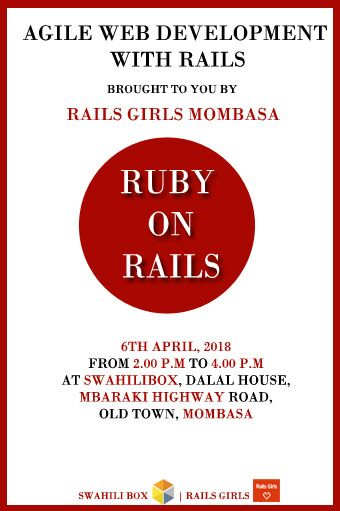 AGILE WEB DEVELOPMENT
WITH RAILS
BROUGHT TO YOU BY
RAILS GIRLS MOMBASA
RUBY
ON
RAILS
6TH APRIL, 2018
FROM 2.00 P.M TO 4.00 P.M
AT SWAHILIBOX, DALAL HOUSE,
MBARAKI HIGHWAY ROAD,
OLD TOWN, MOMBASA
SWAHILI BOX | RAILS GIRLS Rails Girls